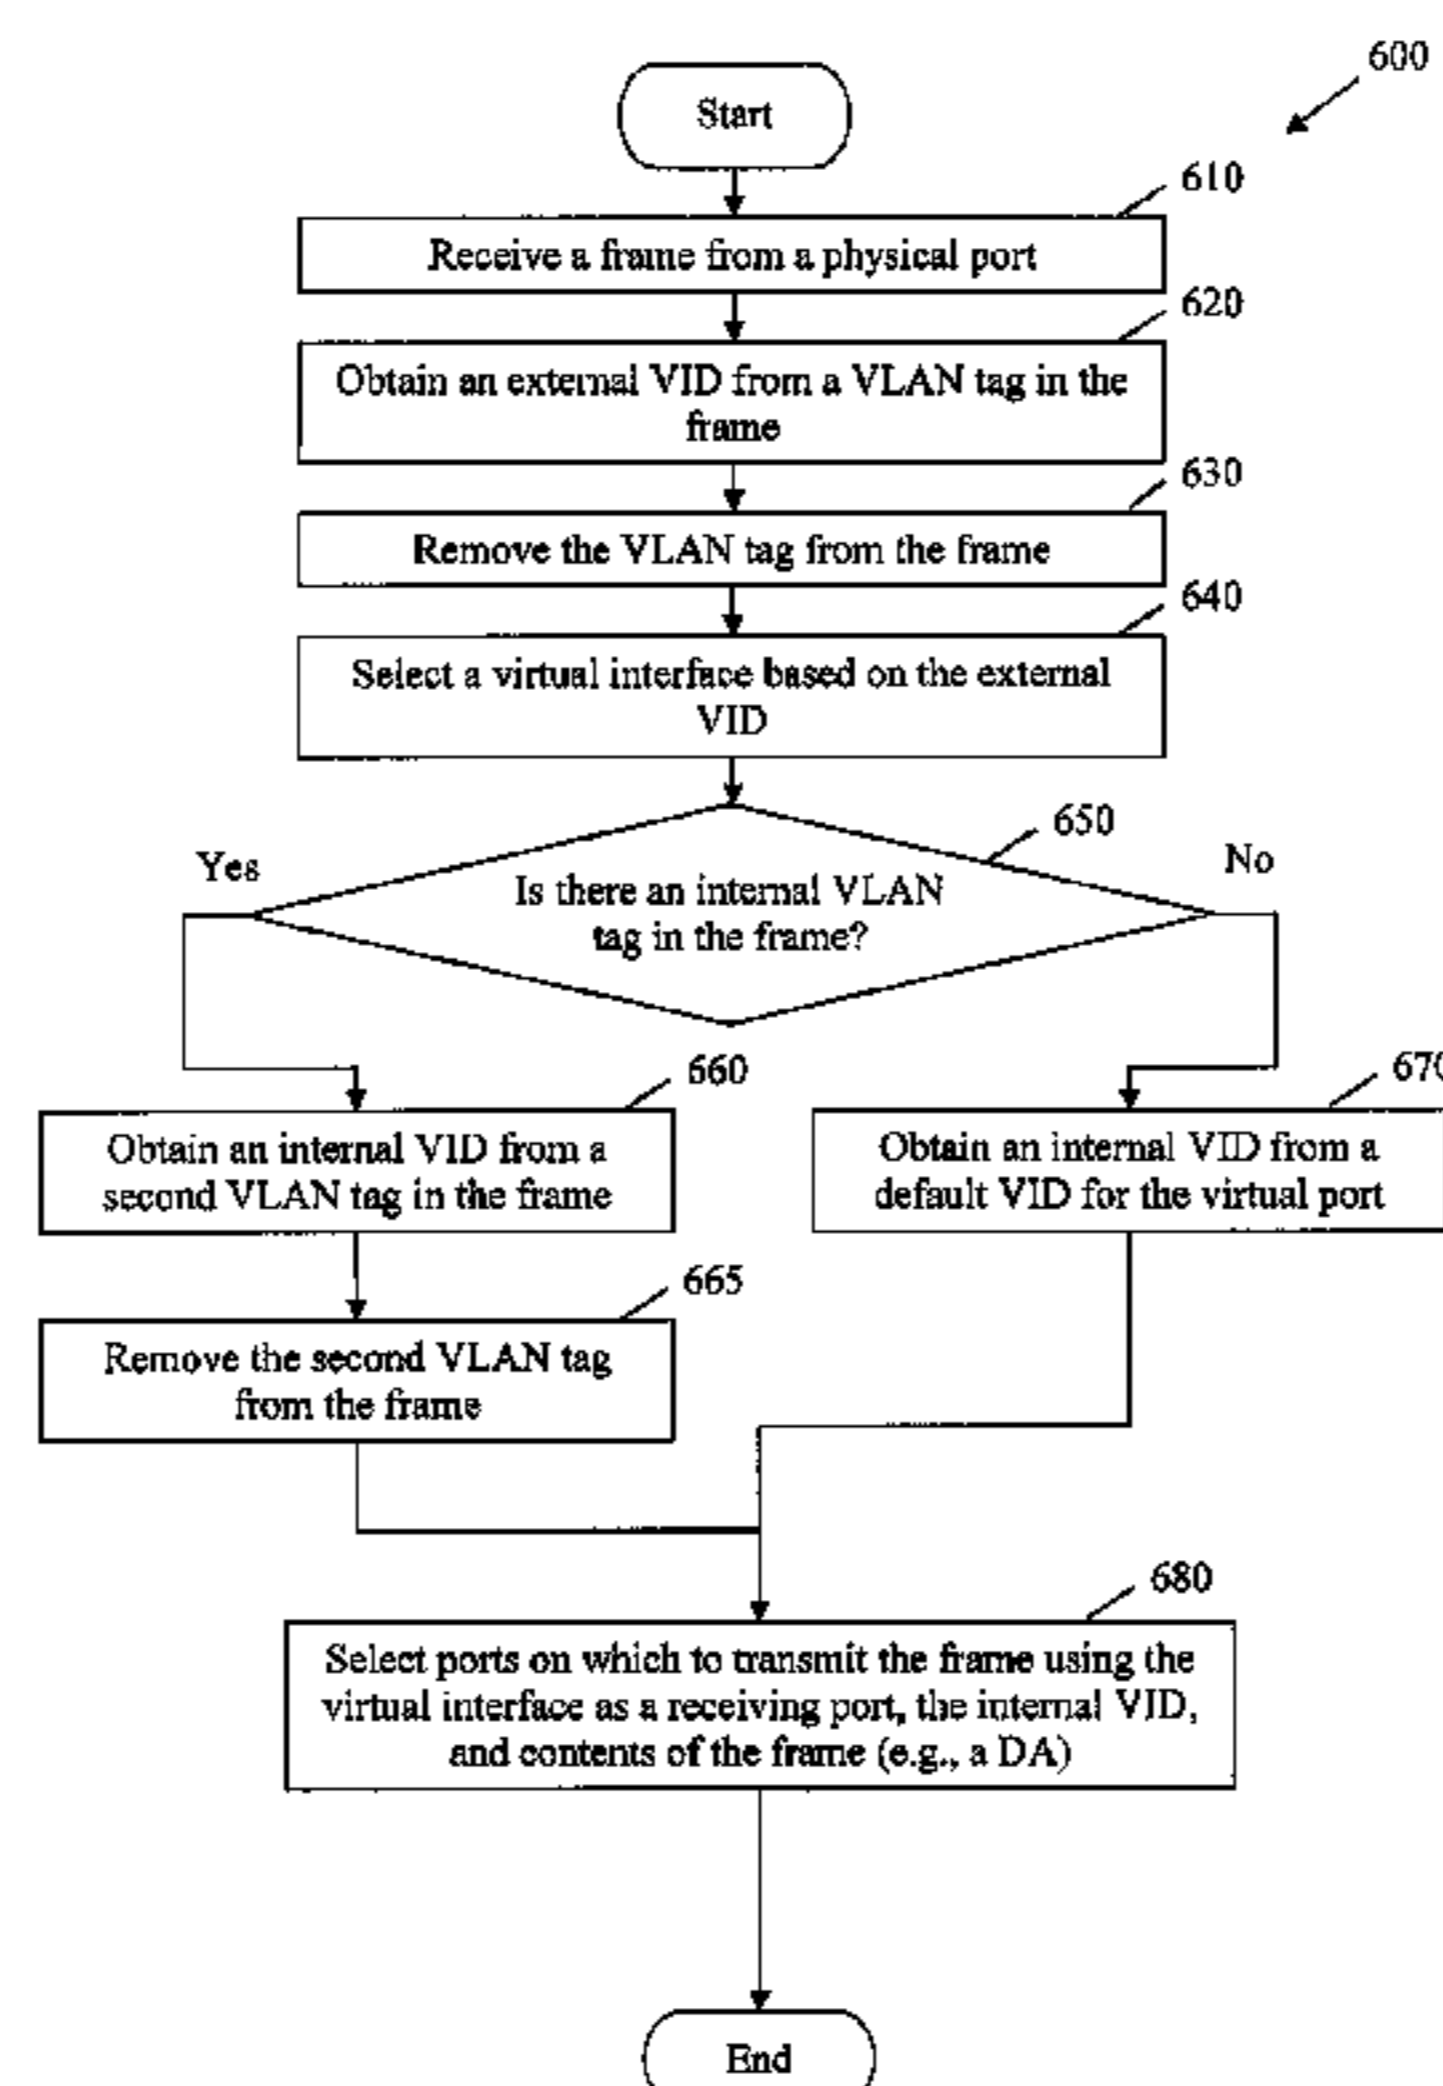 600
Start
610
Receive a frame from a physical port
620
Obtain an external VID from a VLAN tag in the
frame
630
Remove the VLAN tag from the frame
640
Select a virtual interface based on the external
VID
650
Yes
No
Is there an internal VLAN
tag in the frame?
660
670
Obtain an internal VID from a
second VLAN tag in the frame
Obtain an internal VID from a
default VID for the virtual port
665
Remove the second VLAN tag
from the frame
680
Select ports on which to transmit the frame using the
virtual interface as a receiving port, the internal VID,
and contents of the frame (e.g., a DA)
End